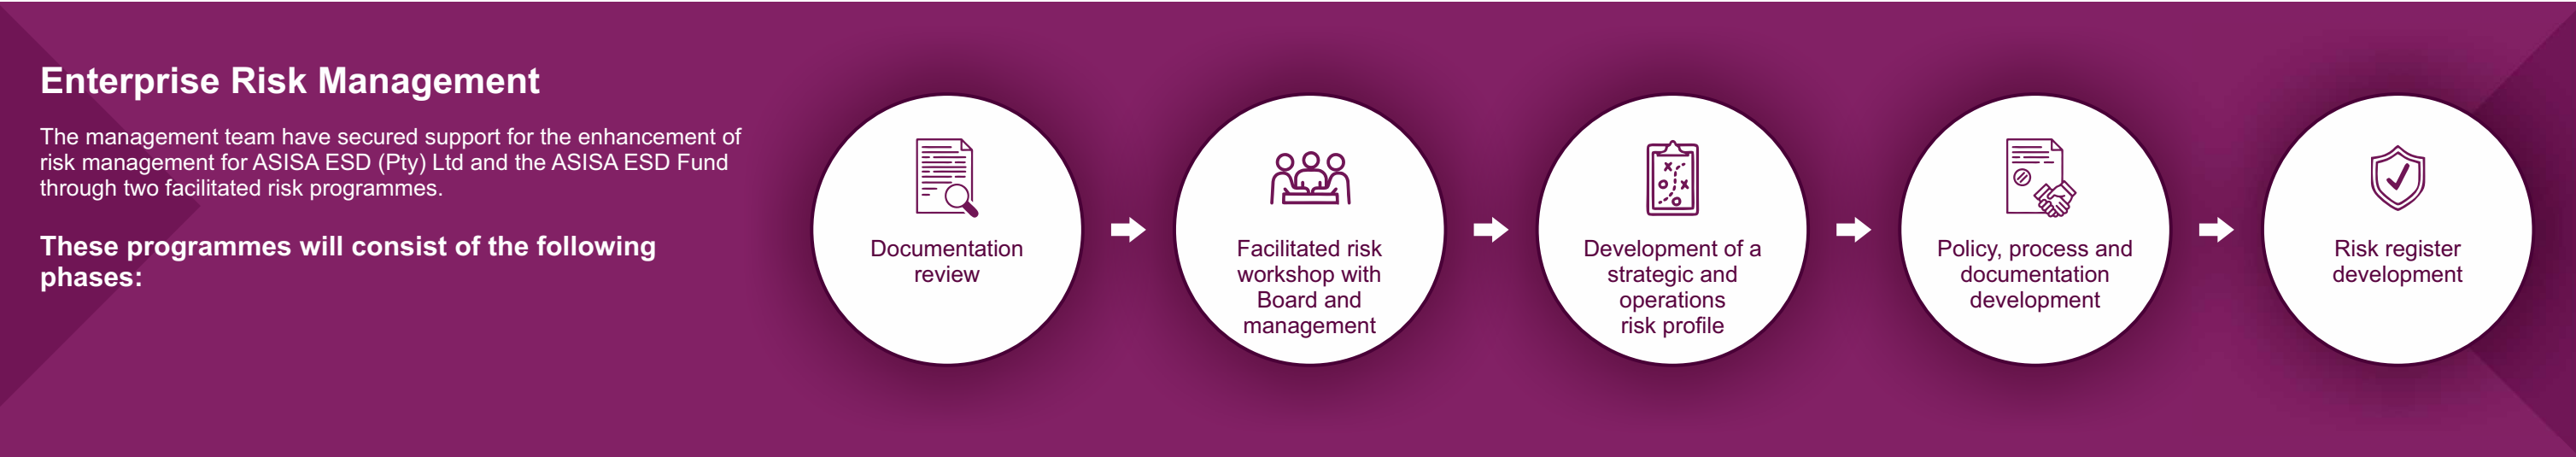 Enterprise Risk Management
The management team have secured support for the enhancement of
risk management for ASISA ESD (Pty) Ltd and the ASISA ESD Fund
through two facilitated risk programmes.
These programmes will consist of the following
phases:
Documentation
review
Facilitated risk
workshop with
Board and
management
Development of a
strategic and
operations
risk profile
Policy, process and
documentation
development
Risk register
development